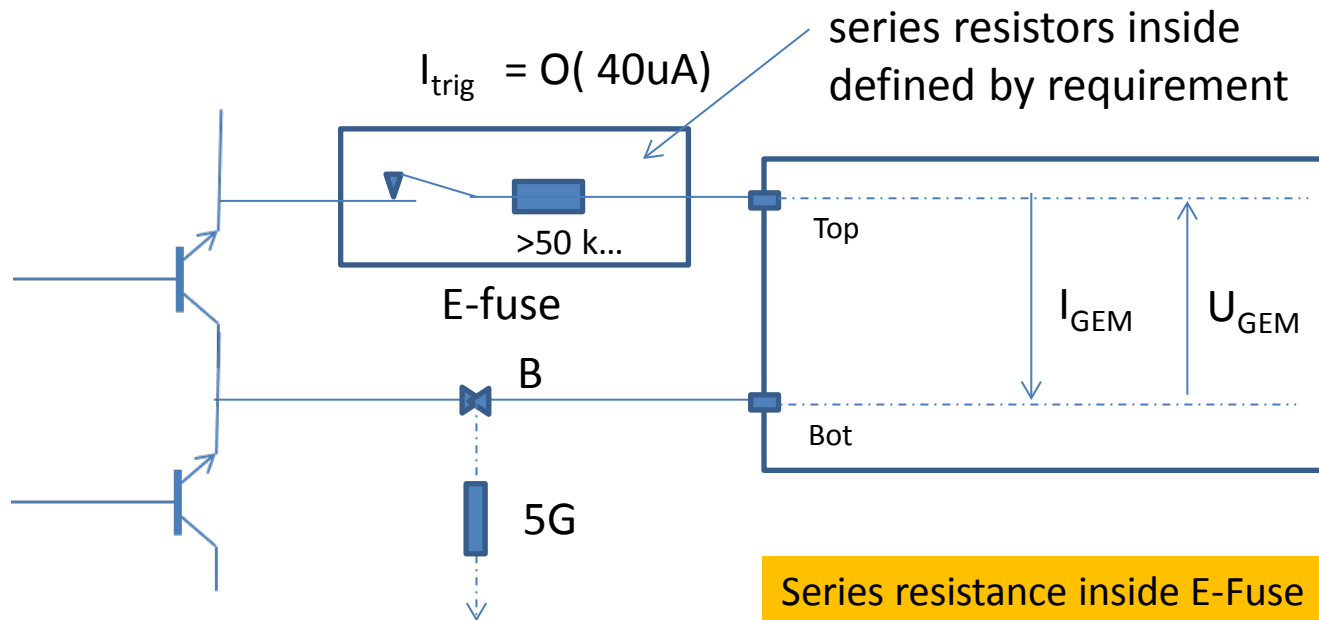 series resistors inside
defined by requirement
I_trig = O( 40uA)
>50 k...
E-fuse
Top
I_GEM
U_GEM
B
Bot
5G
Series resistance inside E-Fuse